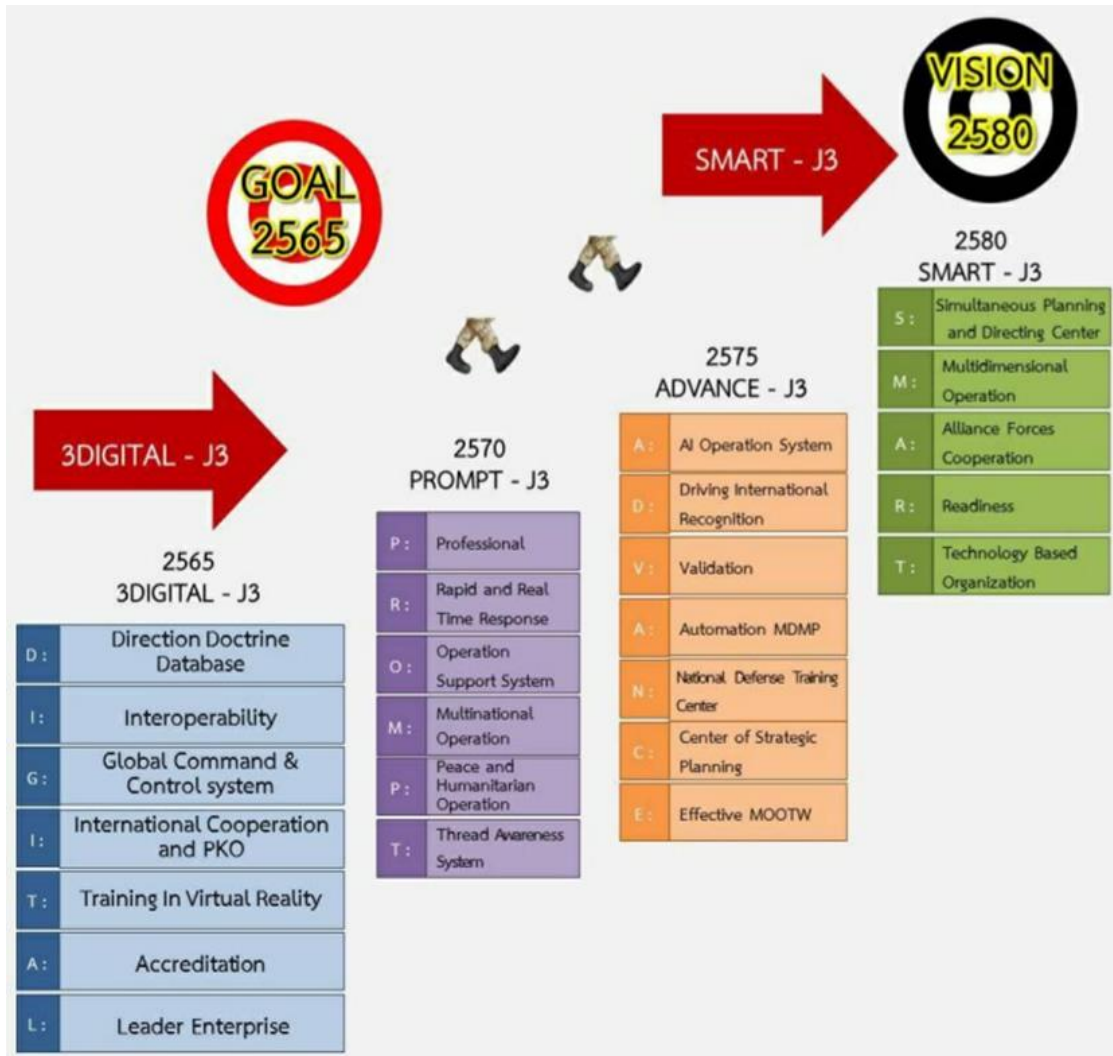 VISION
2580
SMART - J3
GOAL
2565
2580
SMART - J3
S :
Simultaneous Planning
and Directing Center
M :
Multidimensional
Operation
A :
Alliance Forces
Cooperation
R :
Readiness
T :
Technology Based
Organization
2575
ADVANCE - J3
A :
AI Operation System
D :
Driving International
Recognition
V :
Validation
A :
Automation MDMP
N :
National Defense Training
Center
C :
Center of Strategic
Planning
E :
Effective MOOTW
3DIGITAL - J3
2570
PROMPT - J3
P :
Professional
R :
Rapid and Real
Time Response
O :
Operation
Support System
M :
Multinational
Operation
P :
Peace and
Humanitarian
Operation
T :
Thread Awareness
System
2565
3DIGITAL - J3
D :
Direction Doctrine
Database
I :
Interoperability
G :
Global Command &
Control system
I :
International Cooperation
and PKO
T :
Training In Virtual Reality
A :
Accreditation
L :
Leader Enterprise